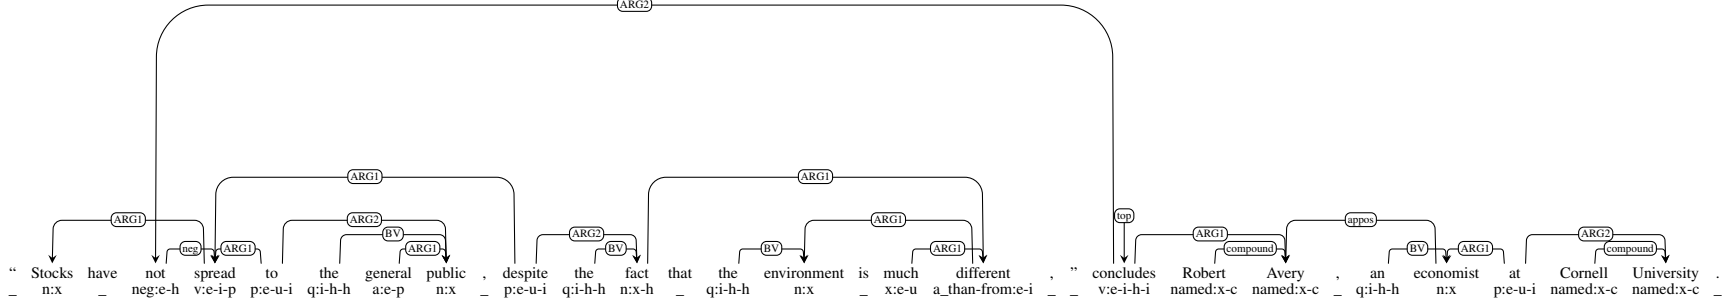 ARG2
ARG1 ARG1
top
ARG1 ARG2 ARG1 appos
BV ARG2 ARG1 ARG2
neg ARG1 ARG1 BV BV ARG1 compound BV ARG1 compound
“ Stocks have not spread to the general public , despite the fact that the environment is much different , ” concludes Robert Avery , an economist at Cornell University .
_ n:x _ neg:e-h v:e-i-p p:e-u-i q:i-h-h a:e-p n:x _ p:e-u-i q:i-h-h n:x-h _ q:i-h-h n:x _ x:e-u a_than-from:e-i _ _ v:e-i-h-i named:x-c named:x-c _ q:i-h-h n:x p:e-u-i named:x-c named:x-c _